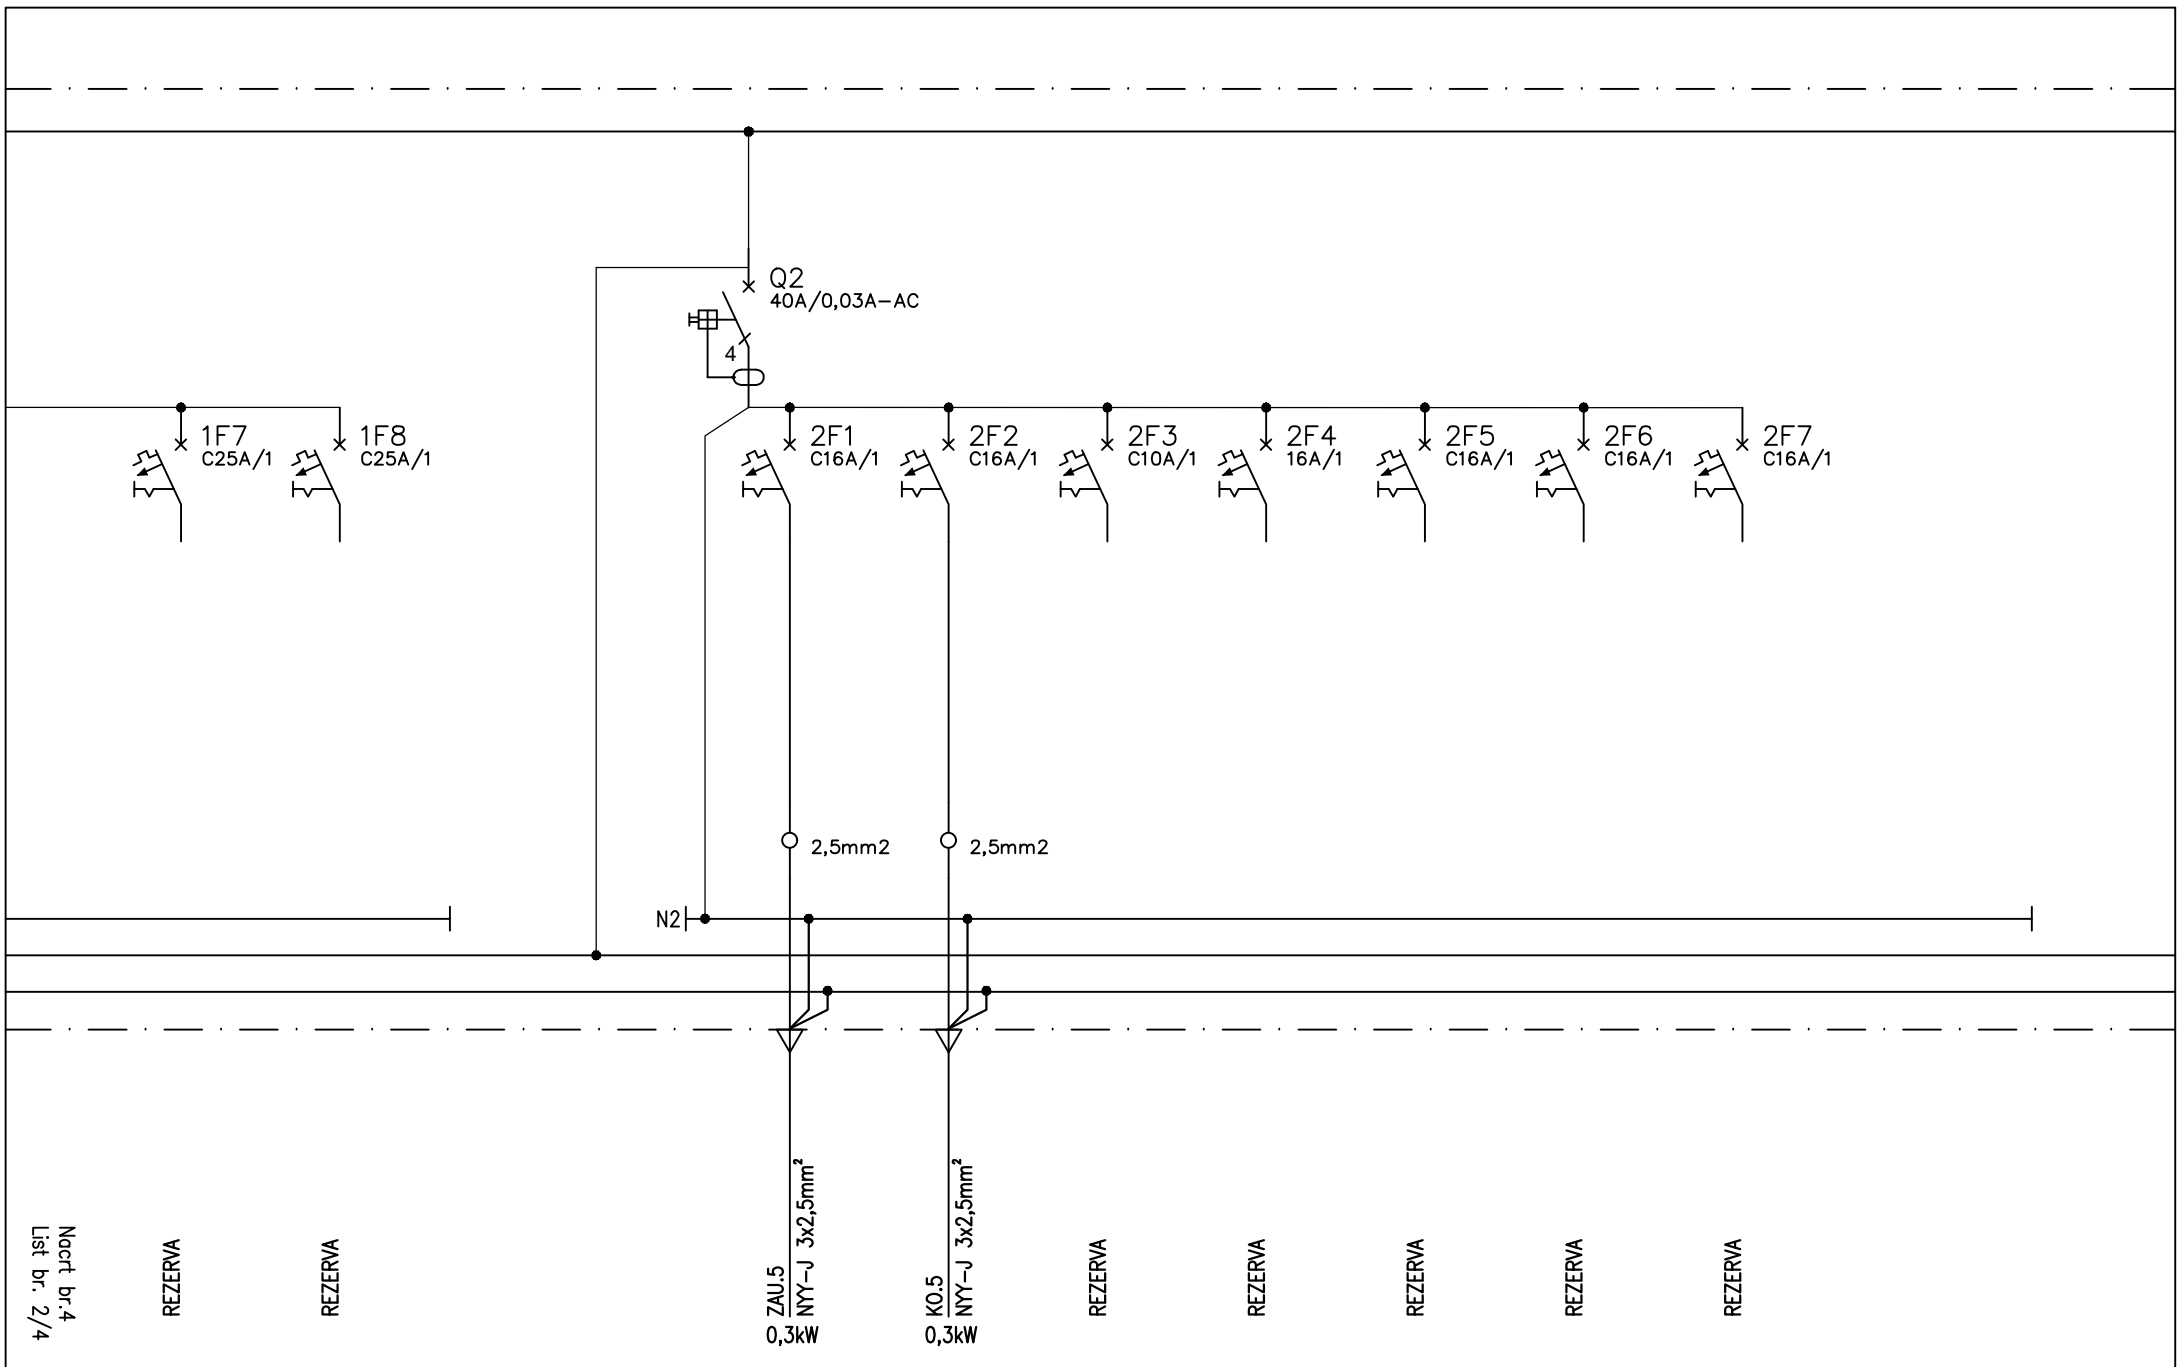 Q2
40A/0,03A-AC
4
1F7
C25A/1
1F8
C25A/1
2F1
C16A/1
2F2
C16A/1
2F3
C10A/1
2F4
16A/1
2F5
C16A/1
2F6
C16A/1
2F7
C16A/1
2,5mm2
2,5mm2
N2
Nacrt br.4
List br. 2/4
REZERVA
REZERVA
ZAU.5
NYY-J 3x2,5mm²
0,3kW
KO.5
NYY-J 3x2,5mm²
0,3kW
REZERVA
REZERVA
REZERVA
REZERVA
REZERVA